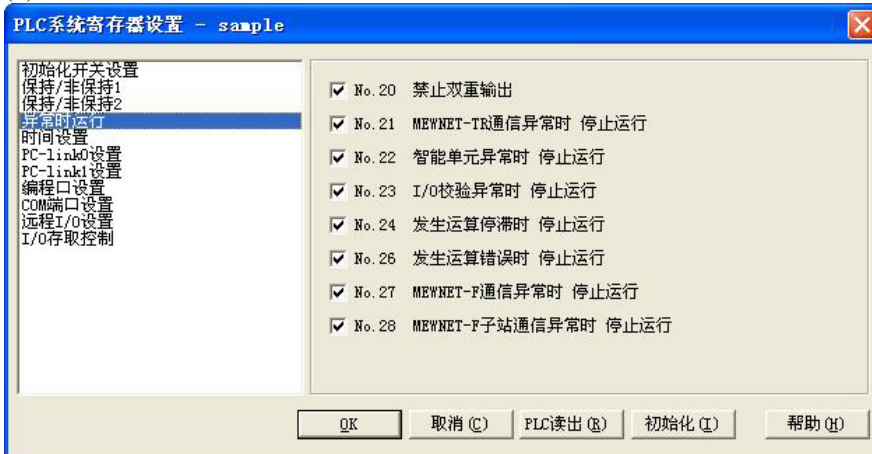 PLC系统寄存器设置 - sample
初始化开关设置
保持/非保持1
保持/非保持2
异常时运行
时间设置
PC-link0设置
PC-link1设置
编程口设置
COM端口设置
远程I/O设置
I/O存取控制
No.20 禁止双重输出
No.21 MEWNET-TR通信异常时 停止运行
No.22 智能单元异常时 停止运行
No.23 I/O校验异常时 停止运行
No.24 发生运算停滞时 停止运行
No.26 发生运算错误时 停止运行
No.27 MEWNET-F通信异常时 停止运行
No.28 MEWNET-F子站通信异常时 停止运行
OK 取消(C) PLC读出(R) 初始化(I) 帮助(H)